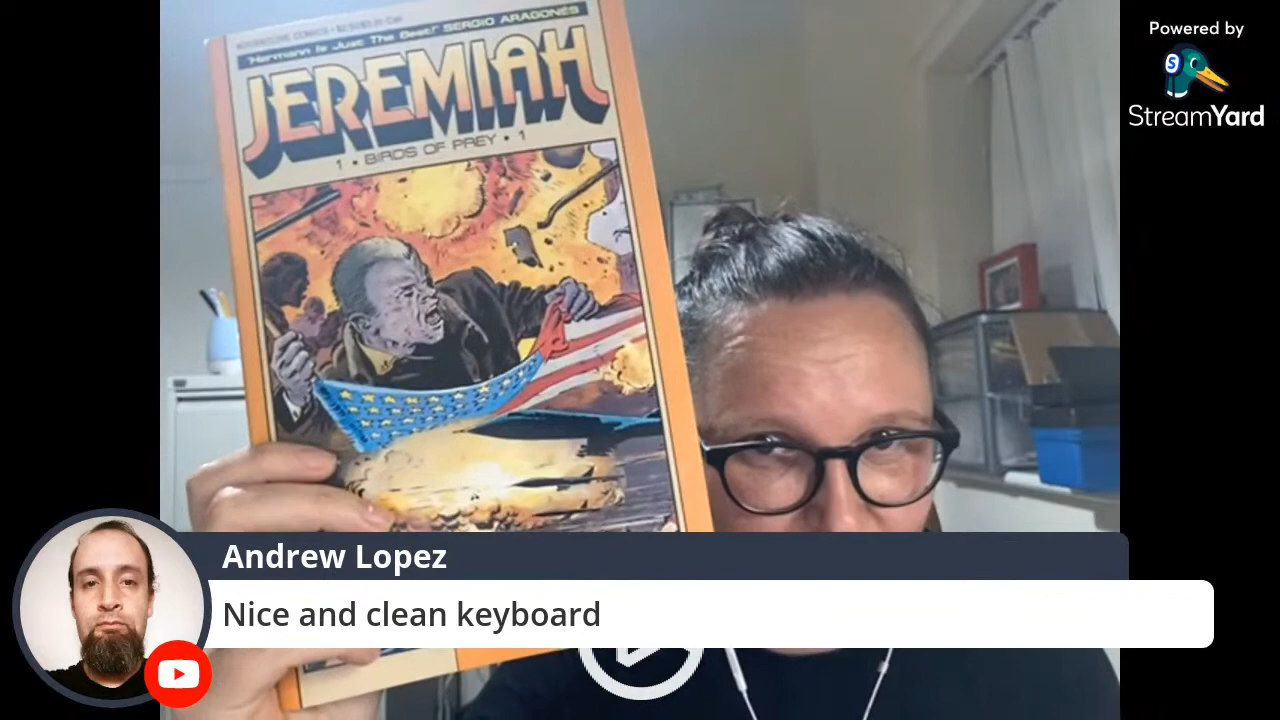 Powered by
S
StreamYard
"Hermann Is Just The Best!" SERGIO ARAGONÉS
JEREMIAH
1 • BIRDS OF PREY • 1
Andrew Lopez
Nice and clean keyboard